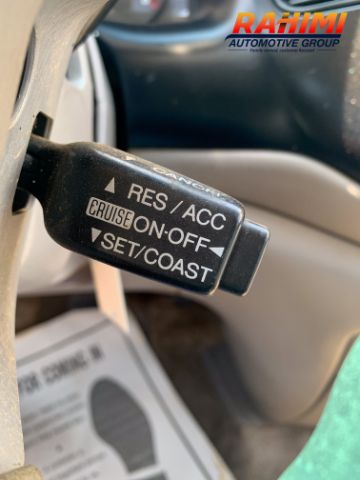 RAHIMI
AUTOMOTIVE GROUP
CANCEL
▲ RES / ACC
CRUISE ON·OFF ◄
▼ SET/COAST
FOR COMING IN